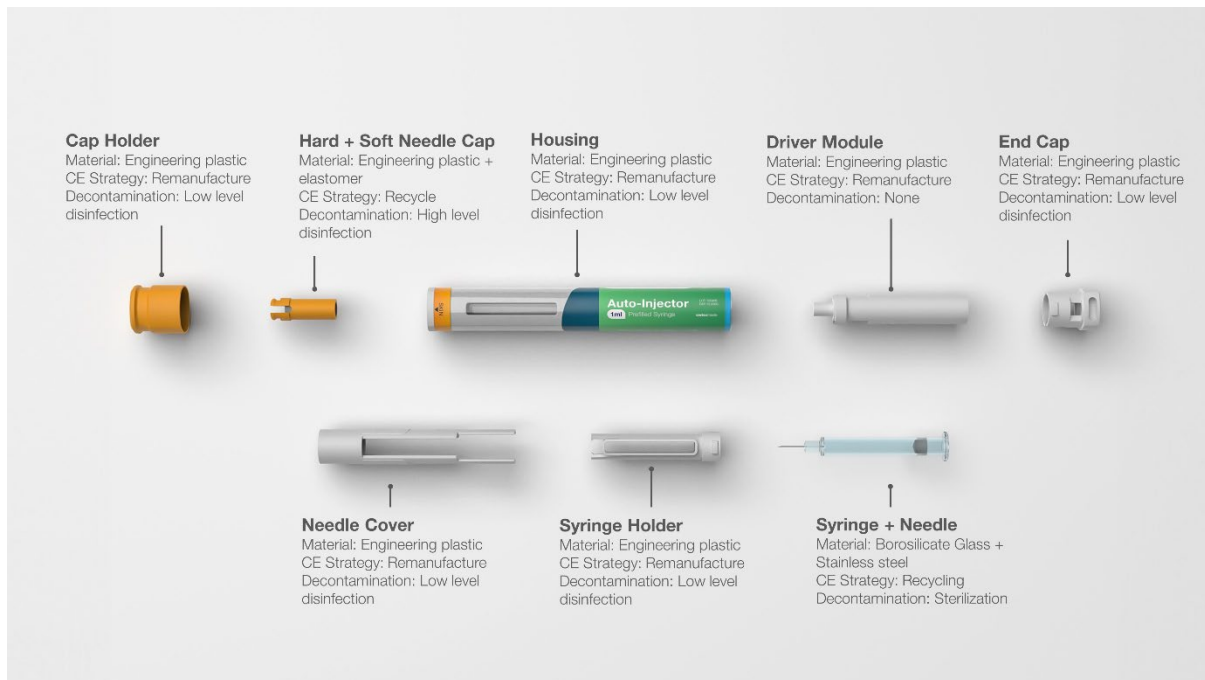 Cap Holder
Material: Engineering plastic
CE Strategy: Remanufacture
Decontamination: Low level
disinfection
Hard + Soft Needle Cap
Material: Engineering plastic +
elastomer
CE Strategy: Recycle
Decontamination: High level
disinfection
Housing
Material: Engineering plastic
CE Strategy: Remanufacture
Decontamination: Low level
disinfection
Driver Module
Material: Engineering plastic
CE Strategy: Remanufacture
Decontamination: None
End Cap
Material: Engineering plastic
CE Strategy: Remanufacture
Decontamination: Low level
disinfection
Auto-Injector
1ml Prefilled Syringe
Needle Cover
Material: Engineering plastic
CE Strategy: Remanufacture
Decontamination: Low level
disinfection
Syringe Holder
Material: Engineering plastic
CE Strategy: Remanufacture
Decontamination: Low level
disinfection
Syringe + Needle
Material: Borosilicate Glass +
Stainless steel
CE Strategy: Recycling
Decontamination: Sterilization